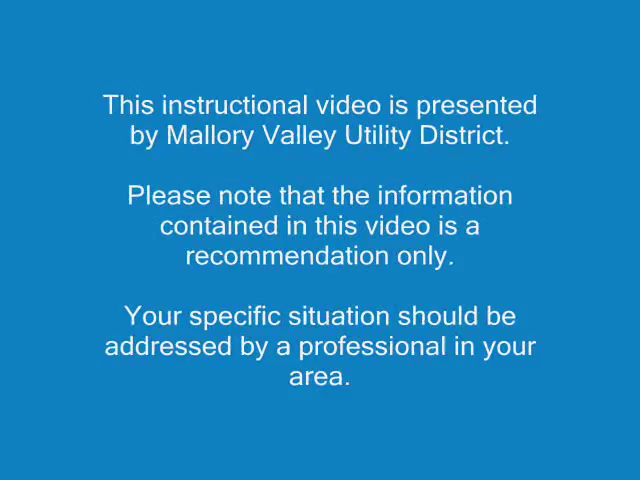 This instructional video is presented
by Mallory Valley Utility District.
Please note that the information
contained in this video is a
recommendation only.
Your specific situation should be
addressed by a professional in your
area.